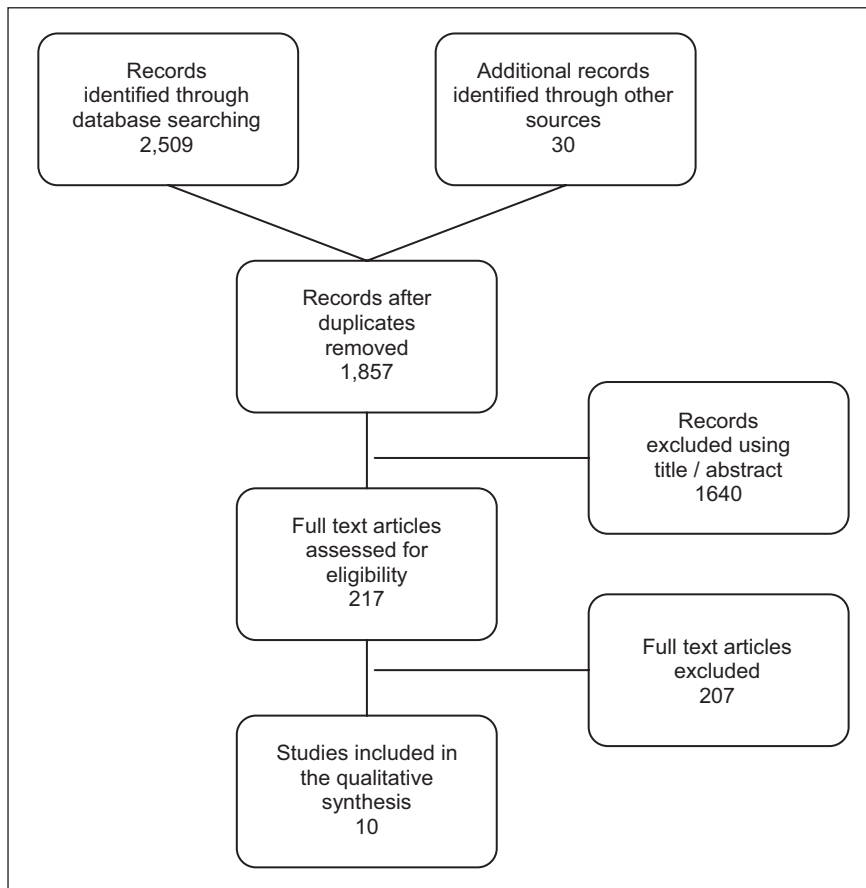 Records
identified through
database searching
2,509
Additional records
identified through other
sources
30
Records after
duplicates
removed
1,857
Records
excluded using
title / abstract
1640
Full text articles
assessed for
eligibility
217
Full text articles
excluded
207
Studies included in
the qualitative
synthesis
10